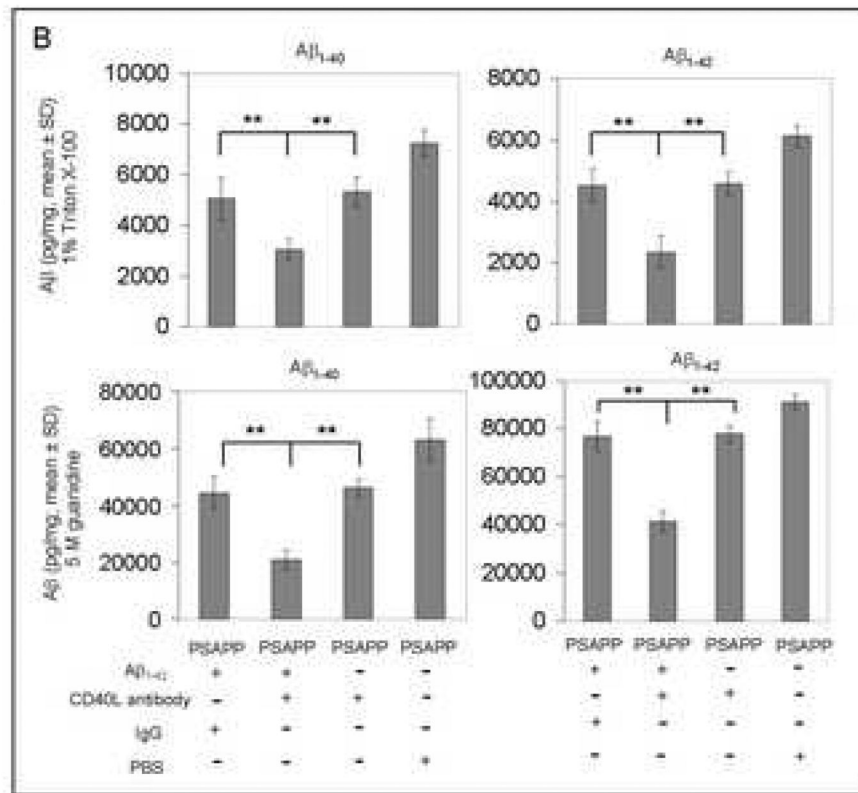 B
Aβ1-40
Aβ (pg/mg, mean ± SD)
1% Triton X-100
10000
8000
6000
4000
2000
0
** **
Aβ1-42
8000
6000
4000
2000
0
** **
Aβ1-40
Aβ (pg/mg, mean ± SD)
5 M guanidine
80000
60000
40000
20000
0
** **
Aβ1-42
100000
80000
60000
40000
20000
0
** **
PSAPP PSAPP PSAPP PSAPP PSAPP PSAPP PSAPP PSAPP
Aβ1-42 + + - - + + - -
CD40L antibody - + + - - + + -
IgG + - - - + - - -
PBS - - - + - - - +